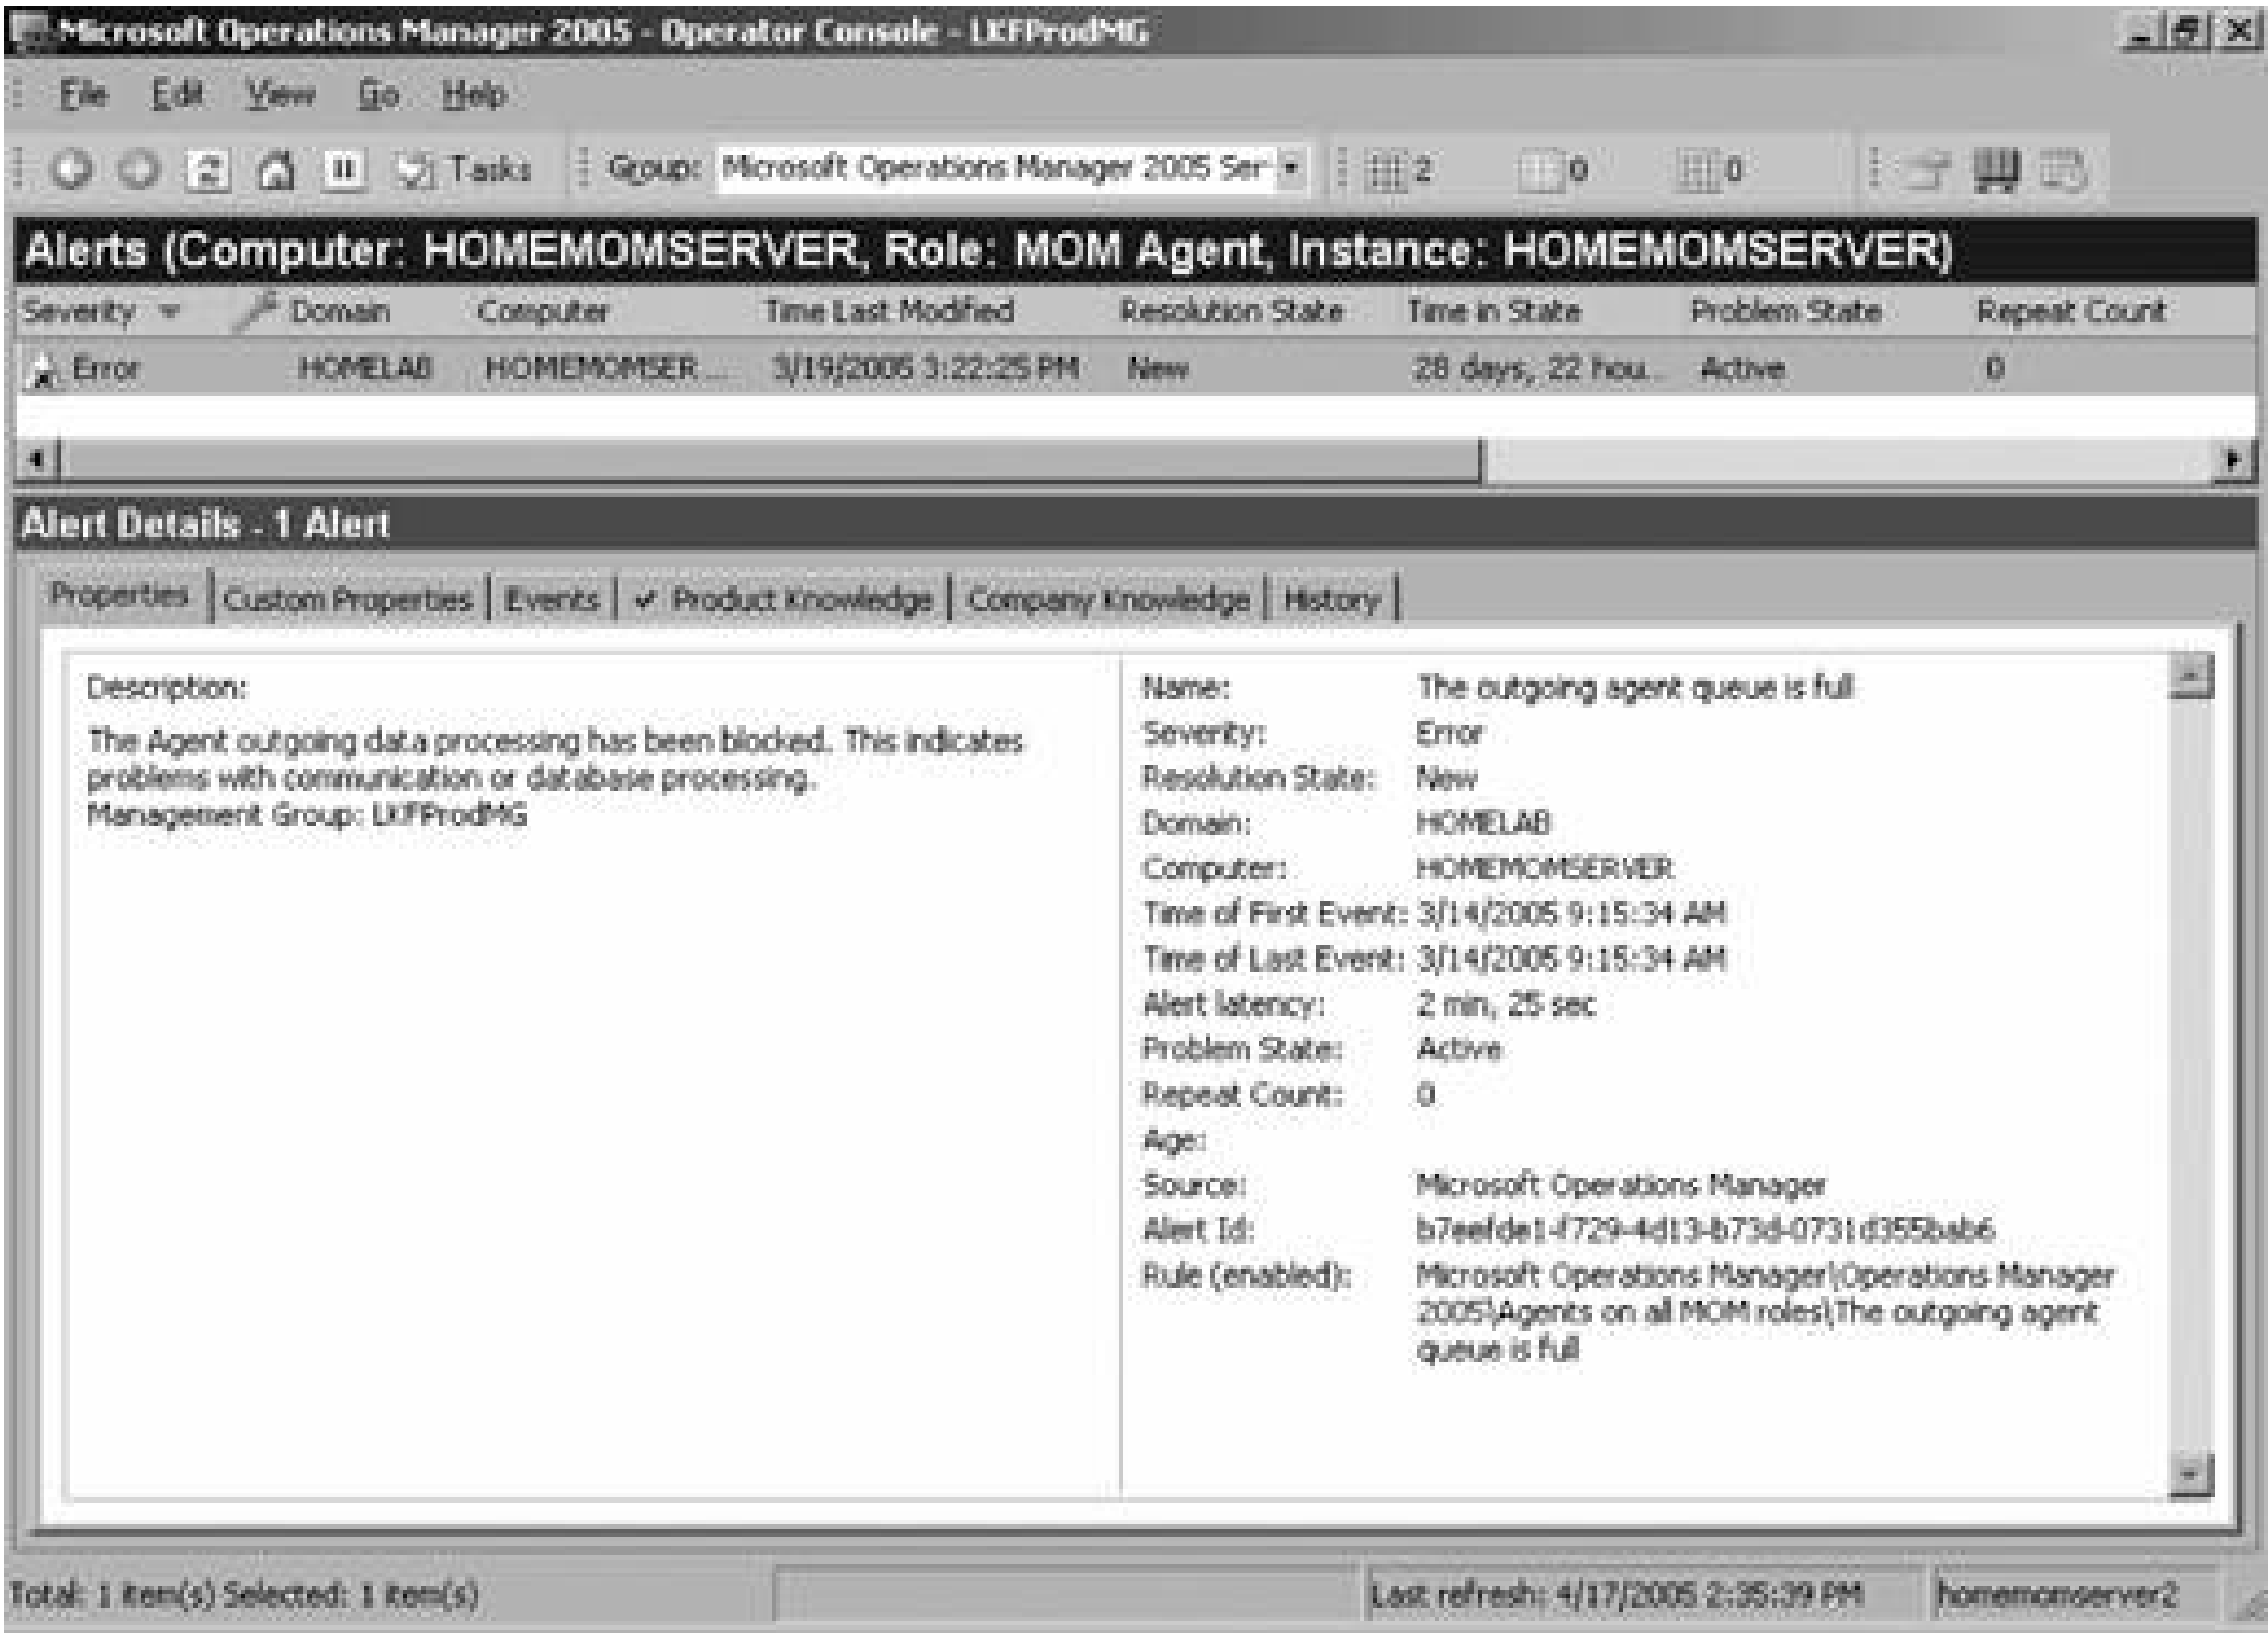 Microsoft Operations Manager 2005 - Operator Console - LKFProdMG
File Edit View Go Help
Tasks Group: Microsoft Operations Manager 2005 Ser 2 0 0
Alerts (Computer: HOMEMOMSERVER, Role: MOM Agent, Instance: HOMEMOMSERVER)
Severity Domain Computer Time Last Modified Resolution State Time in State Problem State Repeat Count
Error HOMELAB HOMEMOMSER... 3/19/2005 3:22:25 PM New 28 days, 22 hou... Active 0
Alert Details - 1 Alert
Properties Custom Properties Events Product Knowledge Company Knowledge History
Description:
The Agent outgoing data processing has been blocked. This indicates
problems with communication or database processing.
Management Group: LKFProdMG
Name: The outgoing agent queue is full
Severity: Error
Resolution State: New
Domain: HOMELAB
Computer: HOMEMOMSERVER
Time of First Event: 3/14/2005 9:15:34 AM
Time of Last Event: 3/14/2005 9:15:34 AM
Alert latency: 2 min, 25 sec
Problem State: Active
Repeat Count: 0
Age:
Source: Microsoft Operations Manager
Alert Id: b7eefde1-f729-4d13-b73d-0731d355bab6
Rule (enabled): Microsoft Operations Manager\Operations Manager
2005\Agents on all MOM roles\The outgoing agent
queue is full
Total: 1 item(s) Selected: 1 item(s) Last refresh: 4/17/2005 2:35:39 PM homemomserver2